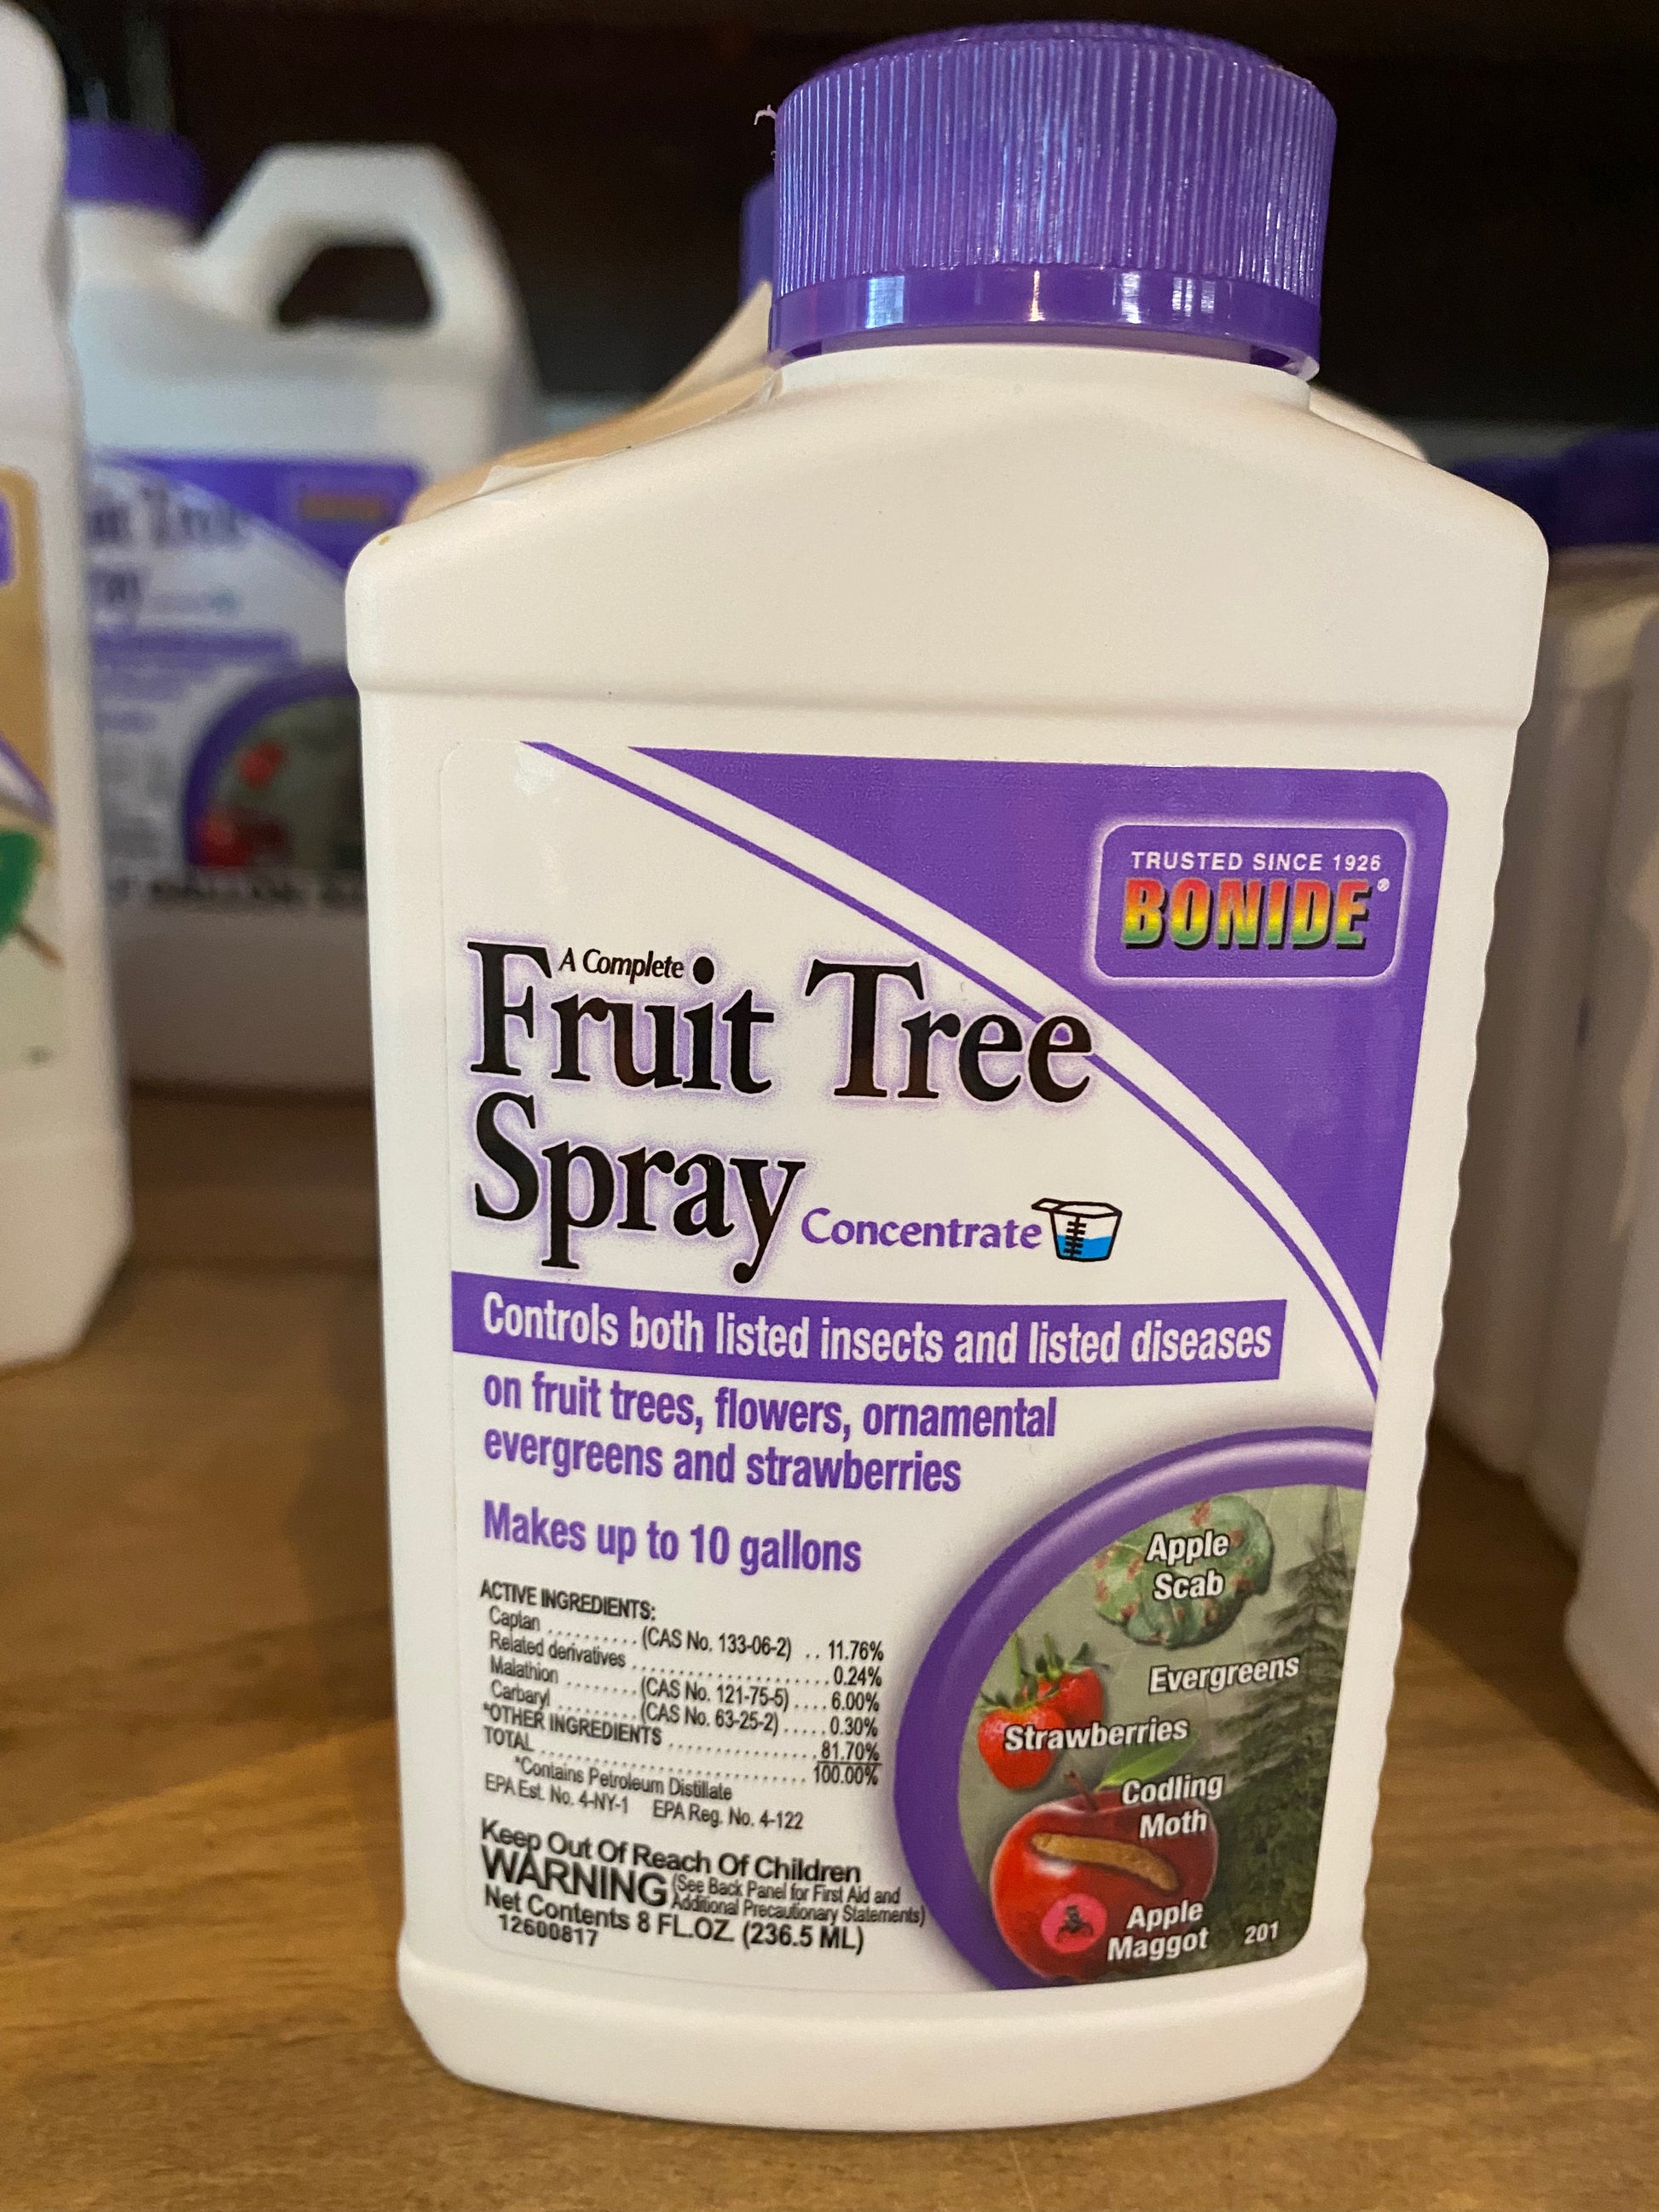 TRUSTED SINCE 1926
BONIDE®
A Complete
Fruit Tree
Spray Concentrate
Controls both listed insects and listed diseases
on fruit trees, flowers, ornamental
evergreens and strawberries
Makes up to 10 gallons
ACTIVE INGREDIENTS:
Captan .......... (CAS No. 133-06-2) .. 11.76%
Related derivatives ...................... 0.24%
Malathion ........ (CAS No. 121-75-5) .... 6.00%
Carbaryl .......... (CAS No. 63-25-2) ..... 0.30%
*OTHER INGREDIENTS ................ 81.70%
TOTAL ............................. 100.00%
*Contains Petroleum Distillate
EPA Est. No. 4-NY-1 EPA Reg. No. 4-122
Keep Out Of Reach Of Children
WARNING (See Back Panel for First Aid and
Additional Precautionary Statements)
Net Contents 8 FL.OZ. (236.5 ML)
12600817
Apple
Scab
Evergreens
Strawberries
Codling
Moth
Apple
Maggot
201